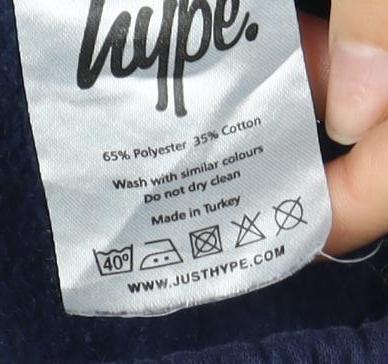 hype.
65% Polyester 35% Cotton
Wash with similar colours
Do not dry clean
Made in Turkey
40º
WWW.JUSTHYPE.COM